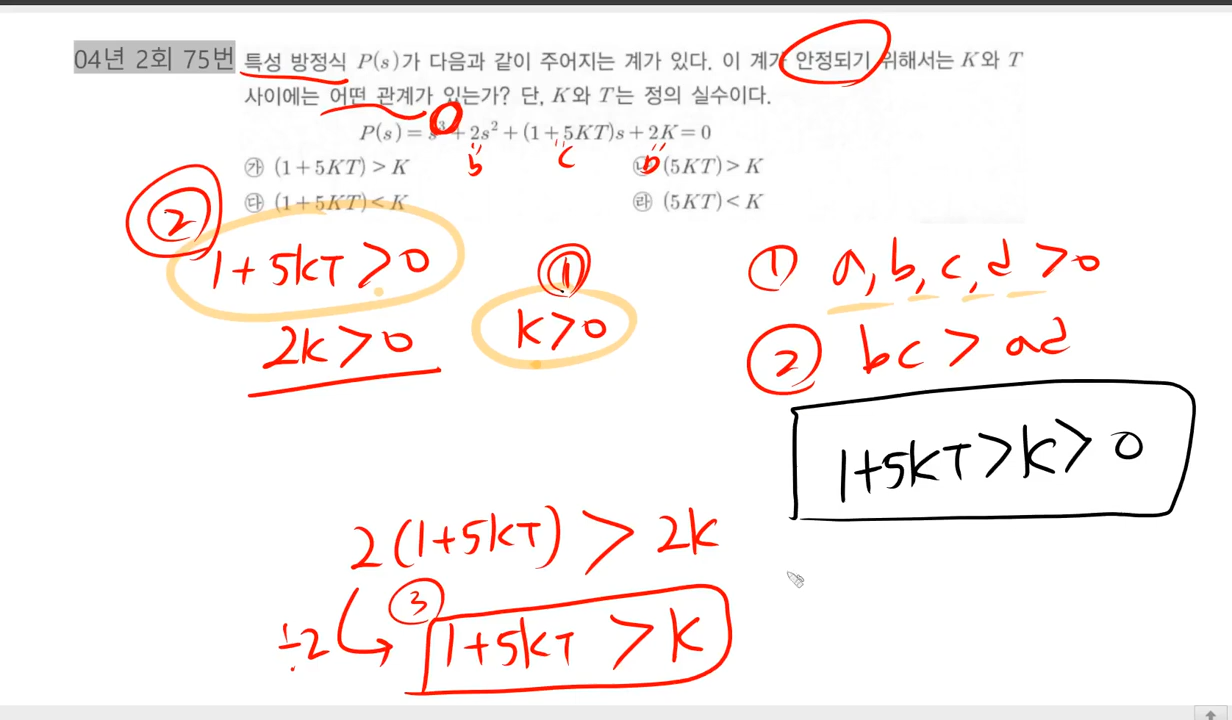 04년 2회 75번 특성 방정식 P(s)가 다음과 같이 주어지는 계가 있다. 이 계가 안정되기 위해서는 K와 T
사이에는 어떤 관계가 있는가? 단, K와 T는 정의 실수이다.
P(s) = s³ + 2s² + (1+5KT)s + 2K = 0
b c D
㉮ (1+5KT) > K ㉯ (5KT) > K
㉰ (1+5KT) < K ㉱ (5KT) < K
② 1+5KT > 0
2K > 0
① K > 0
① a, b, c, d > 0
② bc > ad
1+5KT > K > 0
2(1+5KT) > 2K
÷2 ③ 1+5KT > K